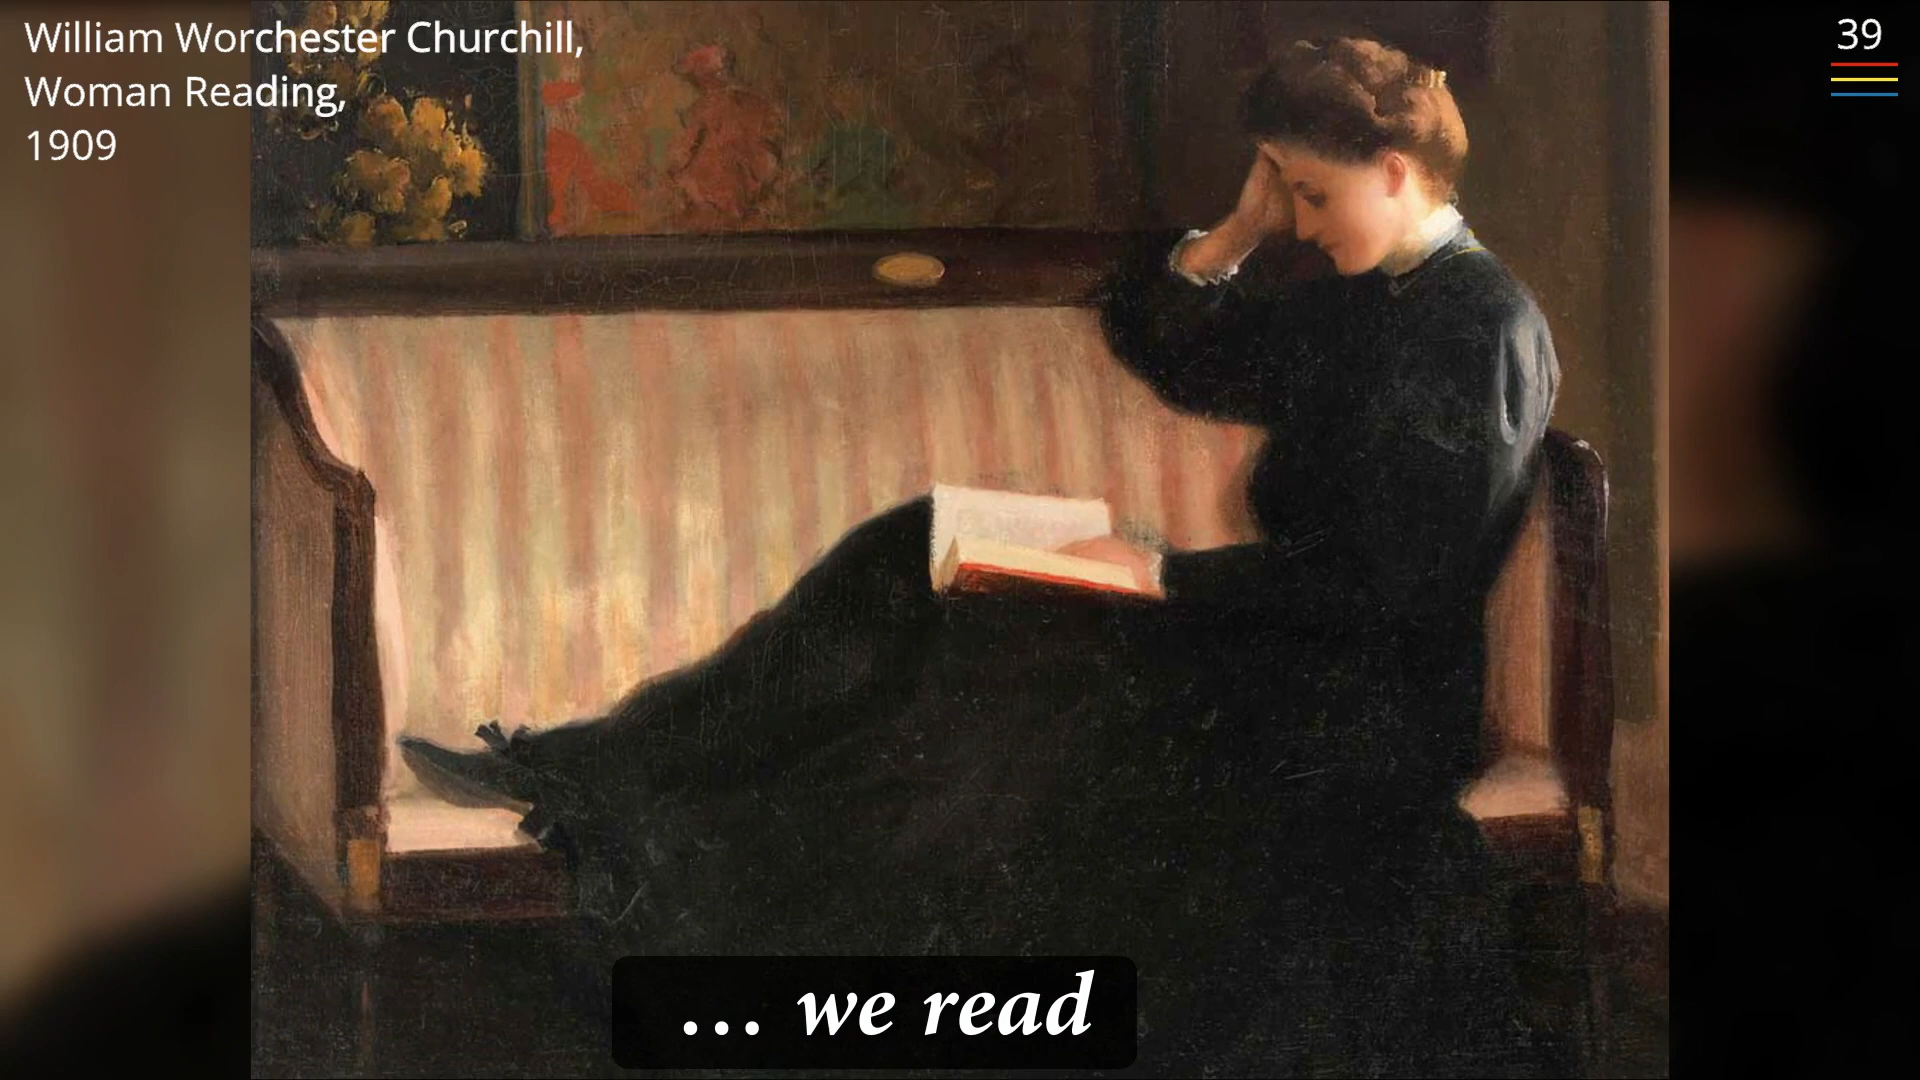 William Worchester Churchill,
Woman Reading,
1909
39
… we read